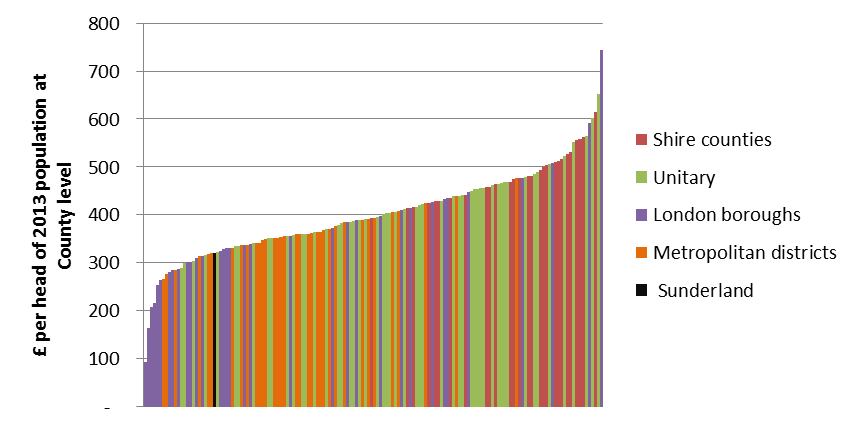 £ per head of 2013 population at
County level
800
700
600
500
400
300
200
100
-
Shire counties
Unitary
London boroughs
Metropolitan districts
Sunderland